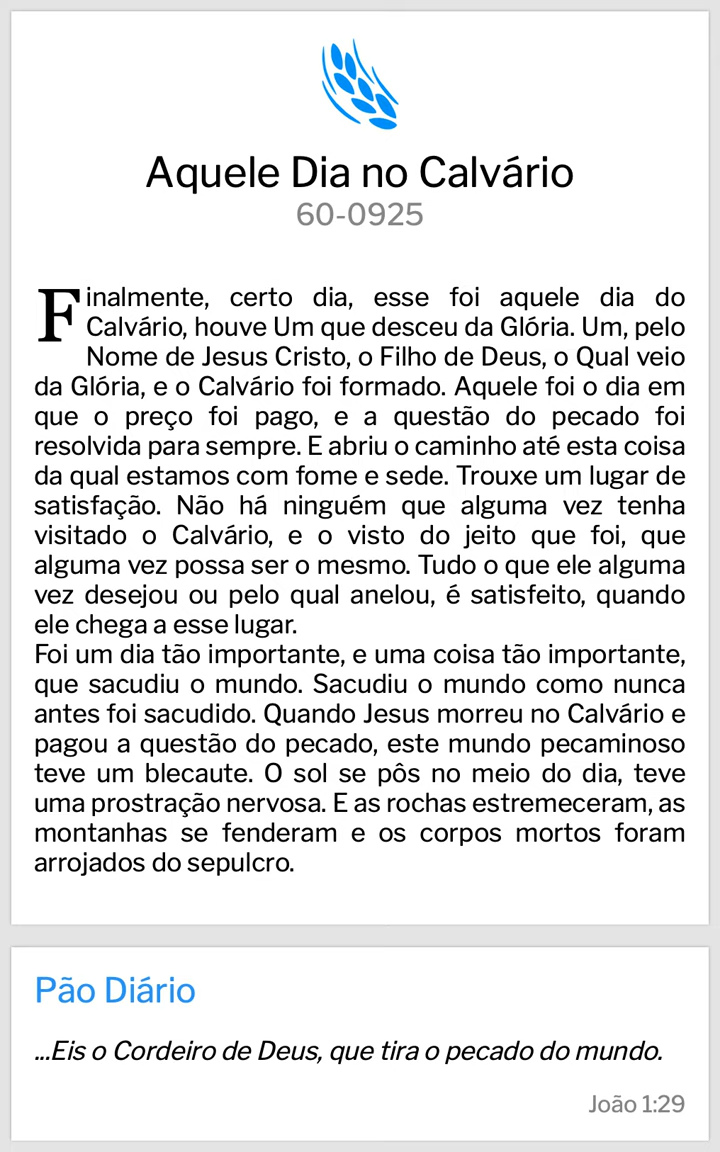 Aquele Dia no Calvário
60-0925
Finalmente, certo dia, esse foi aquele dia do
Calvário, houve Um que desceu da Glória. Um, pelo
Nome de Jesus Cristo, o Filho de Deus, o Qual veio
da Glória, e o Calvário foi formado. Aquele foi o dia em
que o preço foi pago, e a questão do pecado foi
resolvida para sempre. E abriu o caminho até esta coisa
da qual estamos com fome e sede. Trouxe um lugar de
satisfação. Não há ninguém que alguma vez tenha
visitado o Calvário, e o visto do jeito que foi, que
alguma vez possa ser o mesmo. Tudo o que ele alguma
vez desejou ou pelo qual anelou, é satisfeito, quando
ele chega a esse lugar.
Foi um dia tão importante, e uma coisa tão importante,
que sacudiu o mundo. Sacudiu o mundo como nunca
antes foi sacudido. Quando Jesus morreu no Calvário e
pagou a questão do pecado, este mundo pecaminoso
teve um blecaute. O sol se pôs no meio do dia, teve
uma prostração nervosa. E as rochas estremeceram, as
montanhas se fenderam e os corpos mortos foram
arrojados do sepulcro.
Pão Diário
...Eis o Cordeiro de Deus, que tira o pecado do mundo.
João 1:29